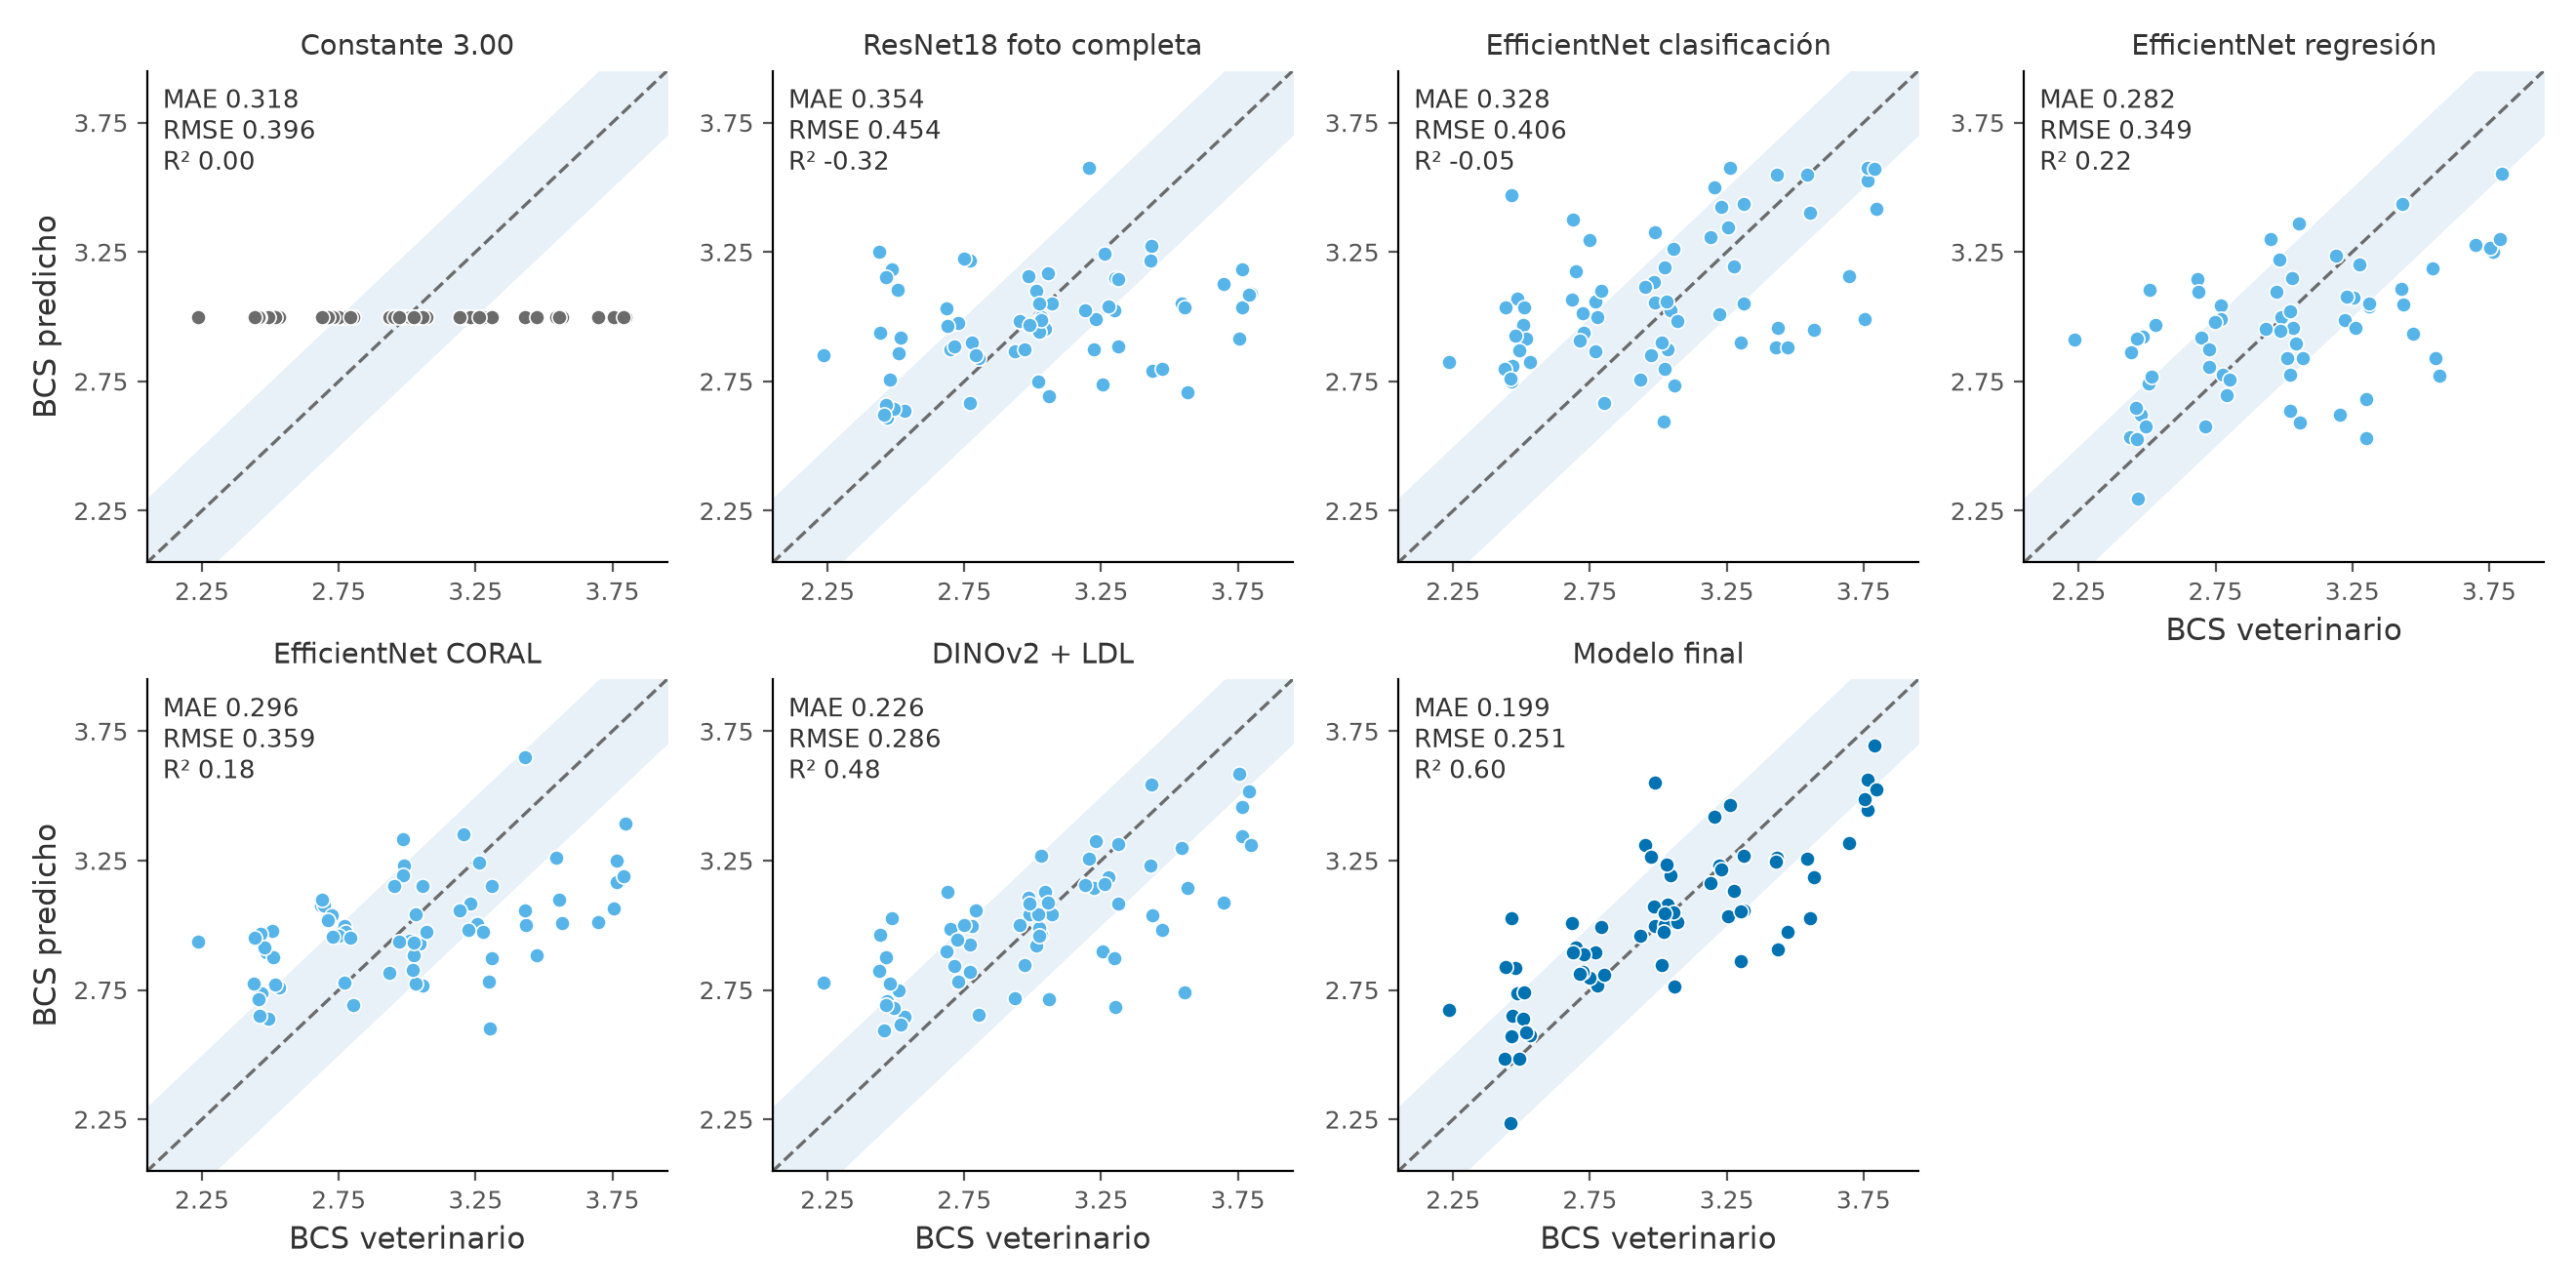 Constante 3.00
MAE 0.318
RMSE 0.396
R² 0.00
3.75
3.25
2.75
2.25
BCS predicho
2.25 2.75 3.25 3.75
ResNet18 foto completa
MAE 0.354
RMSE 0.454
R² -0.32
3.75
3.25
2.75
2.25
2.25 2.75 3.25 3.75
EfficientNet clasificación
MAE 0.328
RMSE 0.406
R² -0.05
3.75
3.25
2.75
2.25
2.25 2.75 3.25 3.75
EfficientNet regresión
MAE 0.282
RMSE 0.349
R² 0.22
3.75
3.25
2.75
2.25
2.25 2.75 3.25 3.75
BCS veterinario
EfficientNet CORAL
MAE 0.296
RMSE 0.359
R² 0.18
3.75
3.25
2.75
2.25
BCS predicho
2.25 2.75 3.25 3.75
BCS veterinario
DINOv2 + LDL
MAE 0.226
RMSE 0.286
R² 0.48
3.75
3.25
2.75
2.25
2.25 2.75 3.25 3.75
BCS veterinario
Modelo final
MAE 0.199
RMSE 0.251
R² 0.60
3.75
3.25
2.75
2.25
2.25 2.75 3.25 3.75
BCS veterinario